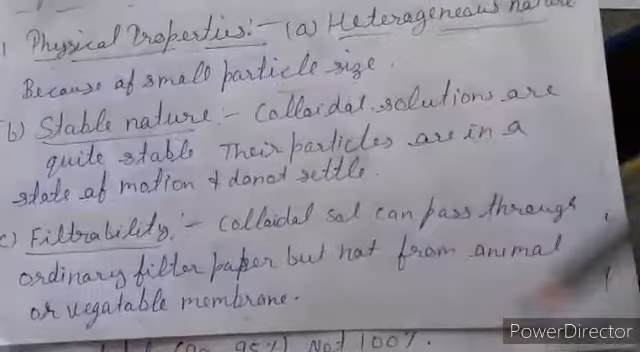 1 Physical Properties:- (a) Heterogeneous nature
Because of small particle size.
b) Stable nature:- Colloidal solutions are
quite stable Their particles are in a
state of motion & donot settle.
c) Filtrability:- Colloidal sol can pass through
ordinary filter paper but not from animal
or vegatable membrane.
95%) Not 100%.
PowerDirector